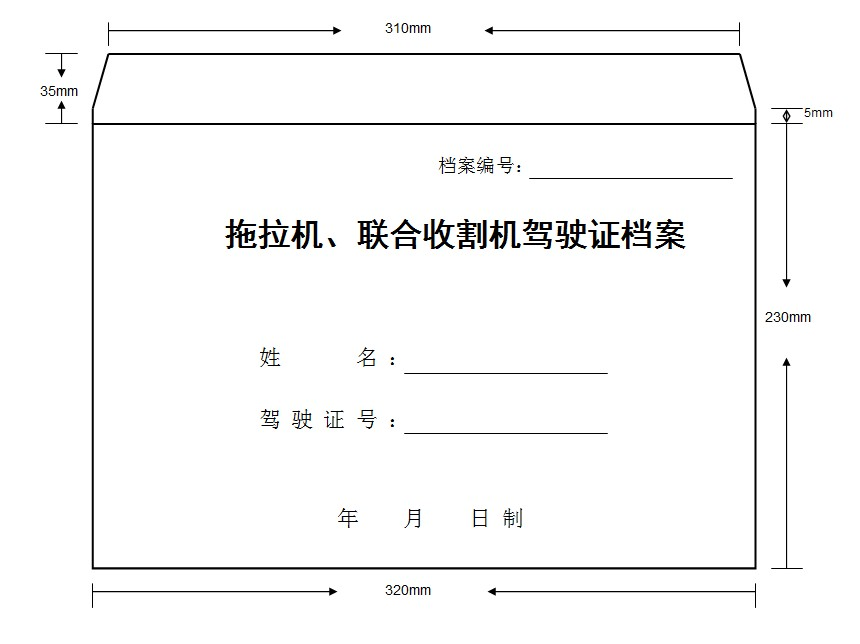 310mm
35mm
5mm
档案编号：
拖拉机、联合收割机驾驶证档案
230mm
姓 名：
驾驶证号：
年 月 日制
320mm